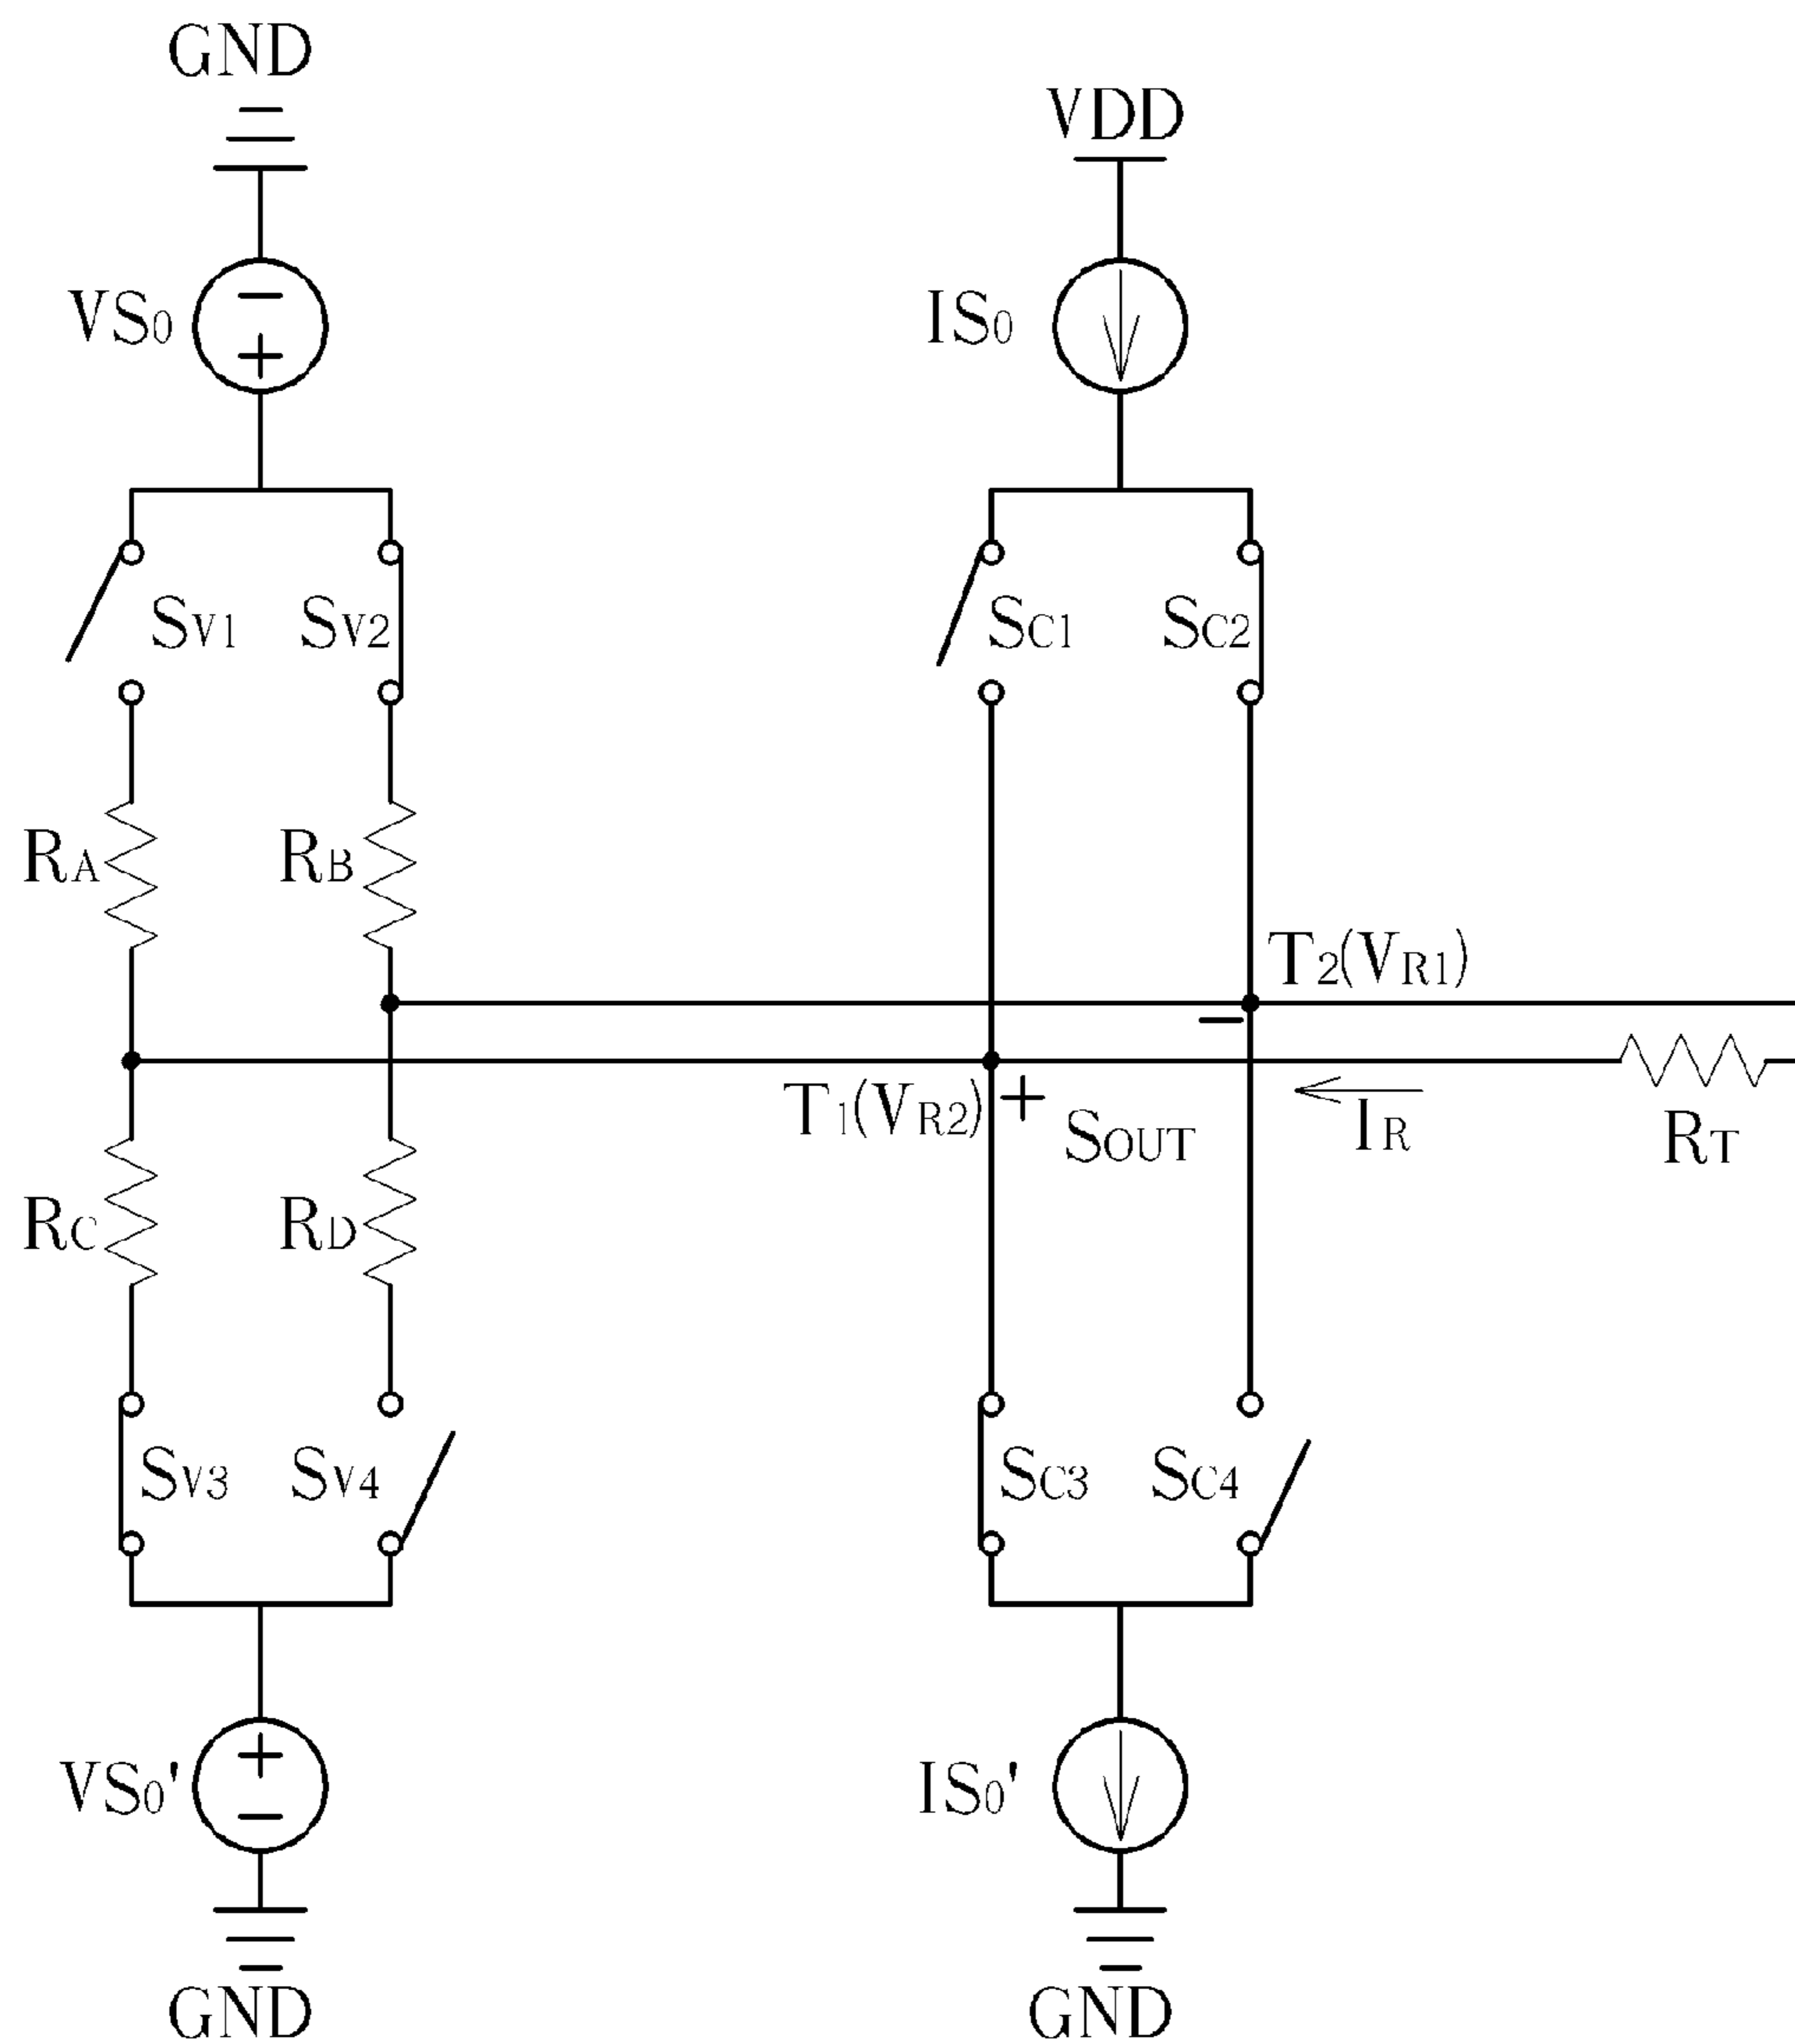 GND
VDD
VS0
IS0
SV1
SV2
SC1
SC2
RA
RB
T2(VR1)
−
T1(VR2)
+
SOUT
IR
RT
RC
RD
SV3
SV4
SC3
SC4
VS0'
IS0'
GND
GND